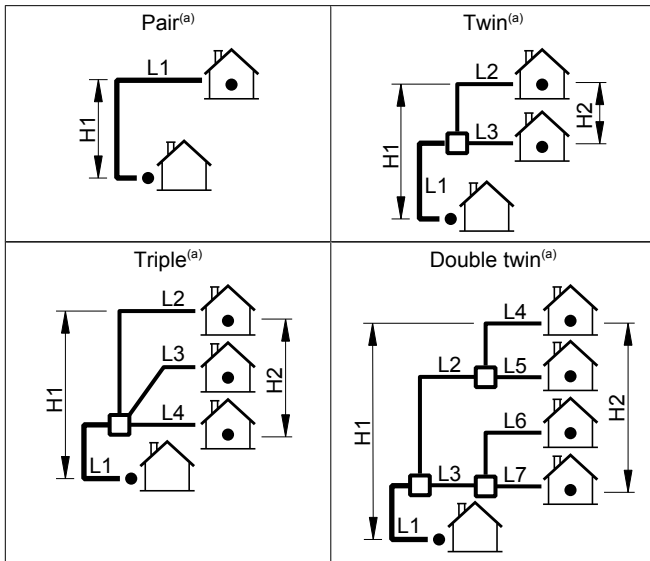 Pair(a)
L1
H1
Twin(a)
L2
H2
H1
L3
L1
Triple(a)
L2
L3
H1
H2
L4
L1
Double twin(a)
L4
L2
L5
H1
H2
L6
L3
L7
L1